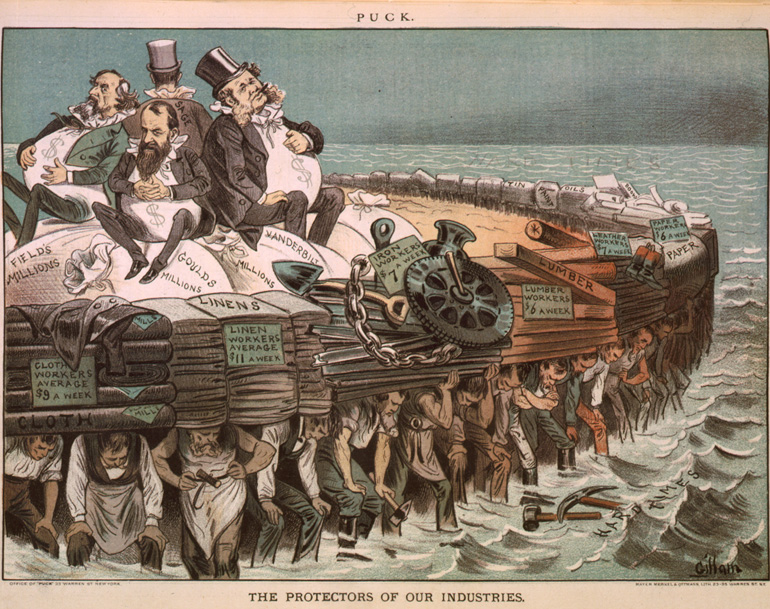 PUCK.
SAGE
FIELD'S
MILLIONS
GOULD'S
MILLIONS
MILLIONS
VANDERBILT
TIN
OILS
IRON
WORKERS
$7 A WEEK
LEATHER
WORKERS
$7 A WEEK
PAPER
WORKERS
$6 A WEEK
PAPER
LUMBER
LUMBER
WORKERS
$6 A WEEK
LINENS
LINEN
WORKERS
AVERAGE
$11 A WEEK
MILLS
CLOTH
WORKERS
AVERAGE
$9 A WEEK
MILL
CLOTH
HARD TIMES
Gillam
OFFICE OF "PUCK" 23 WARREN ST. NEW YORK.
MAYER MERKEL & OTTMANN LITH. 23-25 WARREN ST. N.Y.
THE PROTECTORS OF OUR INDUSTRIES.